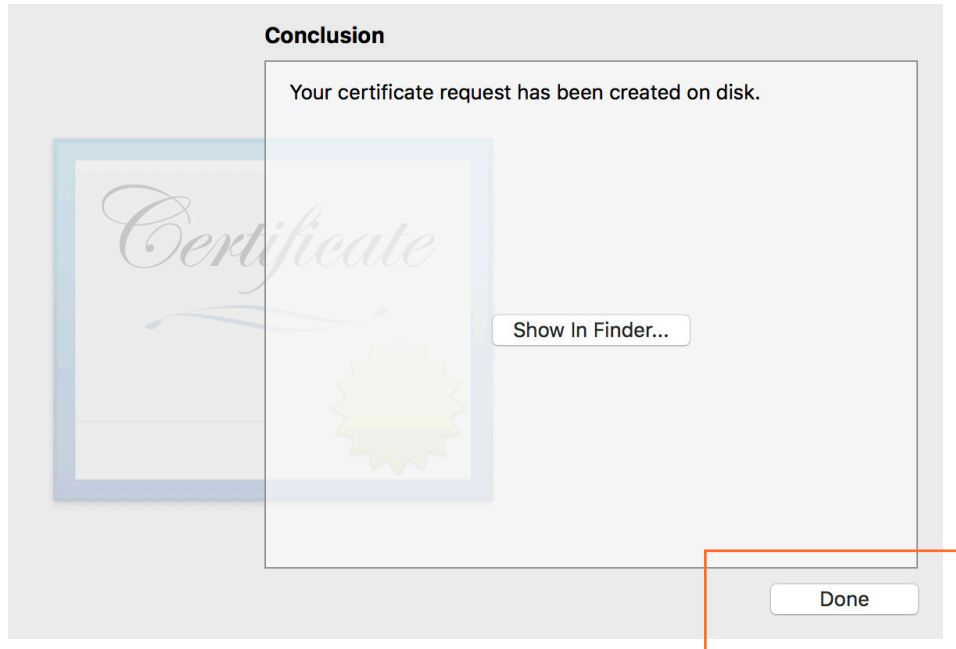 Conclusion
Your certificate request has been created on disk.
Certificate
Show In Finder...
Done